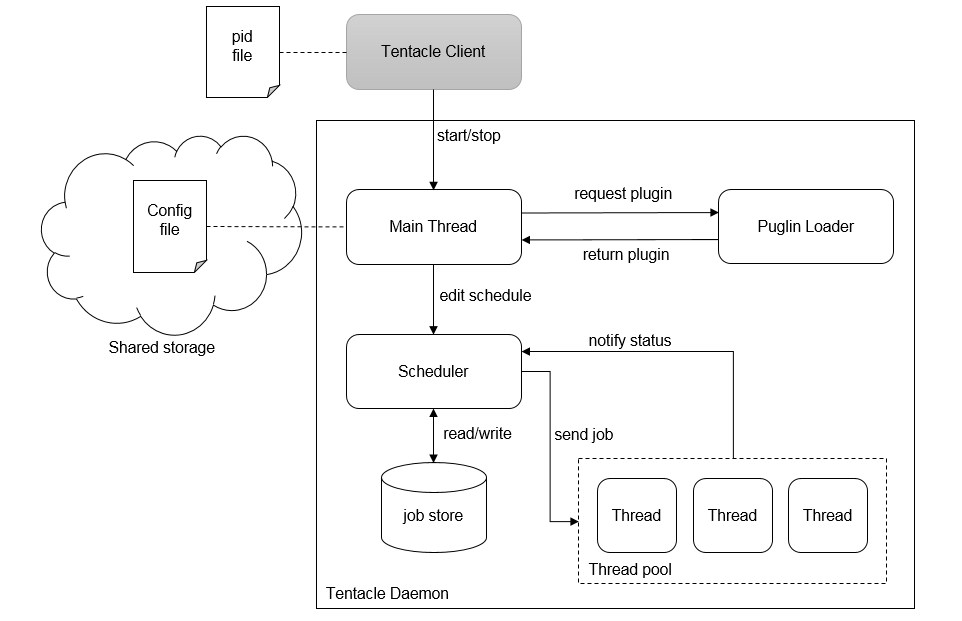 pid
file
Tentacle Client
start/stop
Config
file
Shared storage
Main Thread
request plugin
return plugin
Puglin Loader
edit schedule
Scheduler
notify status
read/write
send job
job store
Thread
Thread
Thread
Thread pool
Tentacle Daemon